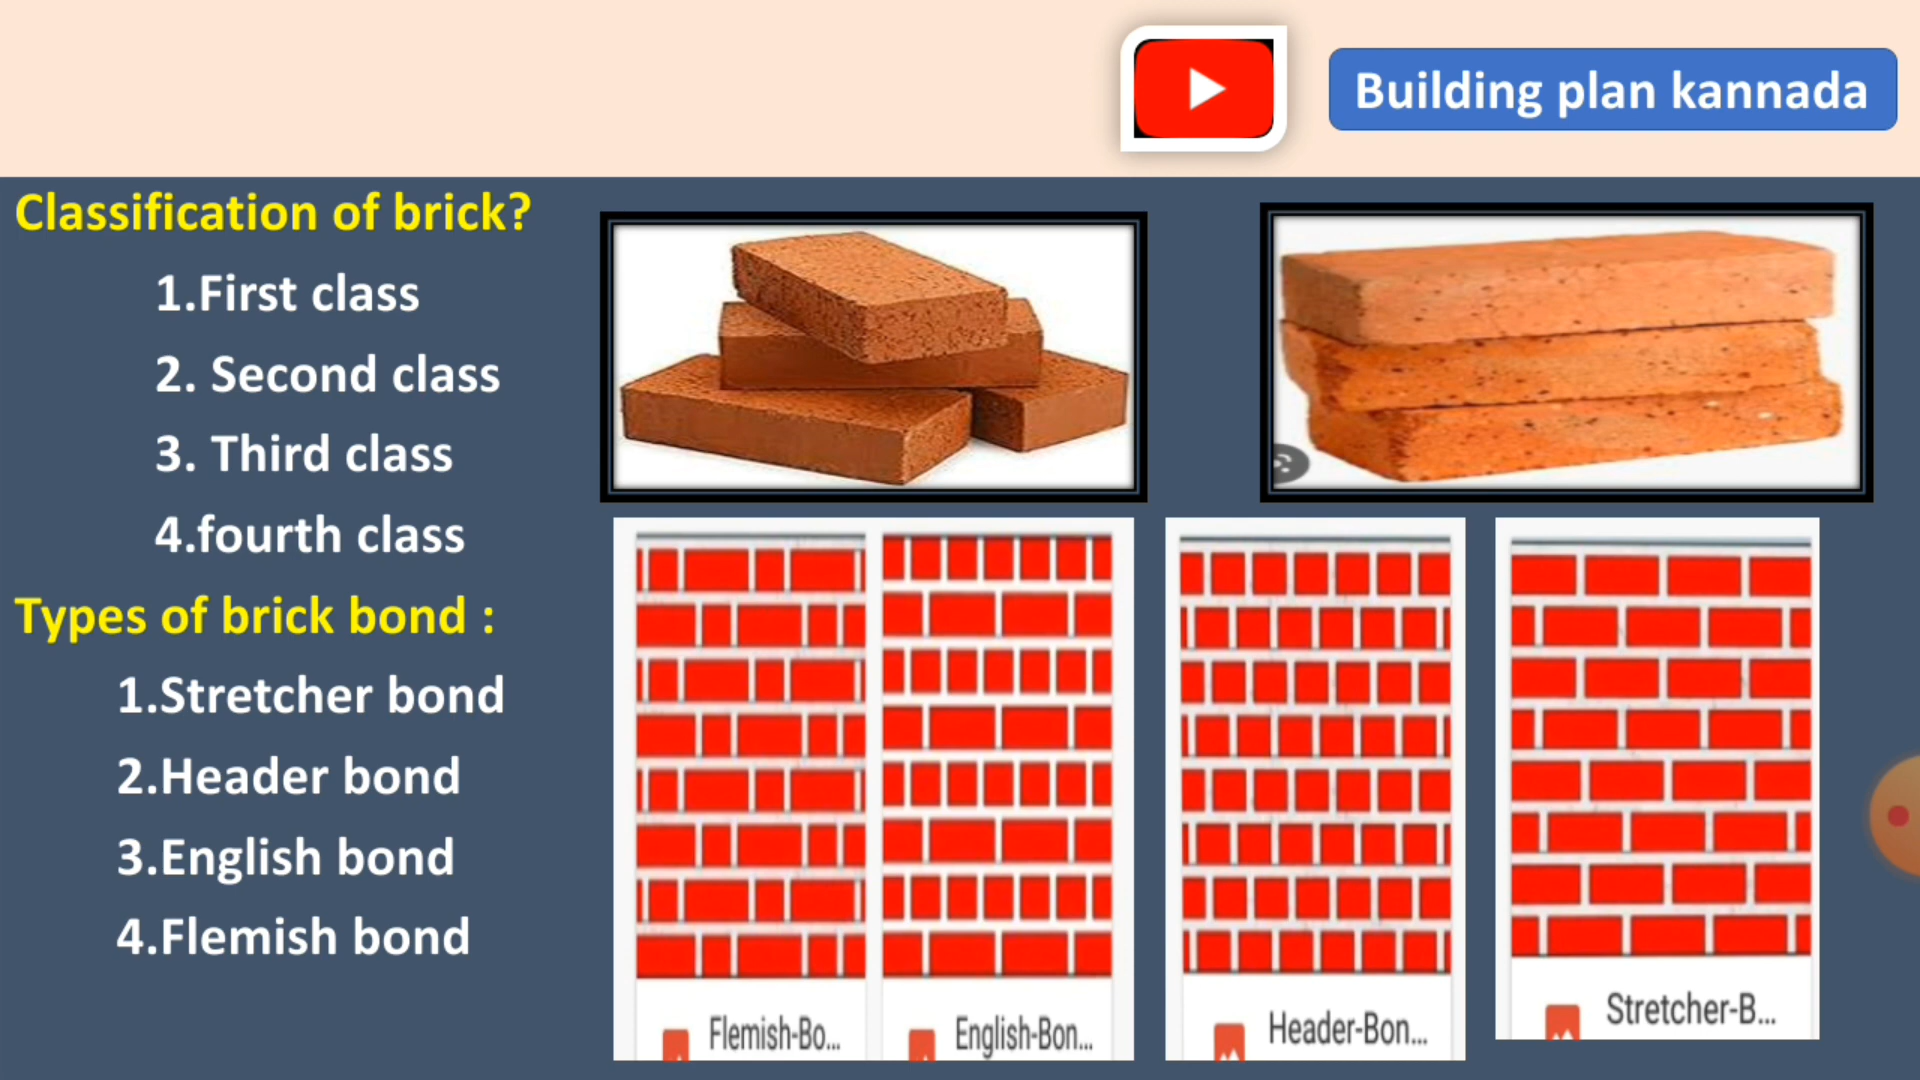 Building plan kannada
Classification of brick?
1.First class
2. Second class
3. Third class
4.fourth class
Types of brick bond :
1.Stretcher bond
2.Header bond
3.English bond
4.Flemish bond
Flemish-Bo...
English-Bon...
Header-Bon...
Stretcher-B...